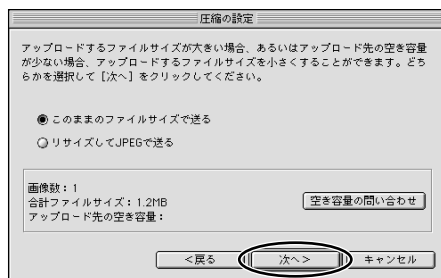 圧縮の設定
アップロードするファイルサイズが大きい場合、あるいはアップロード先の空き容量
が少ない場合、アップロードするファイルサイズを小さくすることができます。どち
らかを選択して [次へ] をクリックしてください。
このままのファイルサイズで送る
リサイズしてJPEGで送る
画像数：1
合計ファイルサイズ：1.2MB
空き容量の問い合わせ
アップロード先の空き容量：
<戻る
次へ>
キャンセル